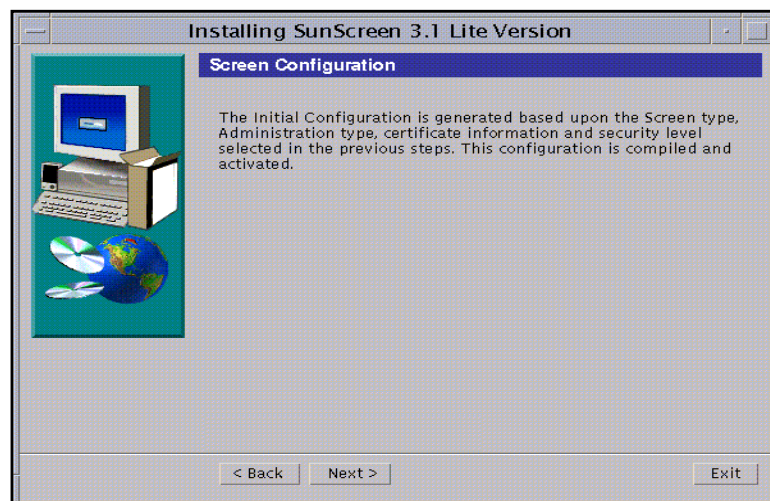 Installing SunScreen 3.1 Lite Version
Screen Configuration
The Initial Configuration is generated based upon the Screen type,
Administration type, certificate information and security level
selected in the previous steps. This configuration is compiled and
activated.
< Back
Next >
Exit